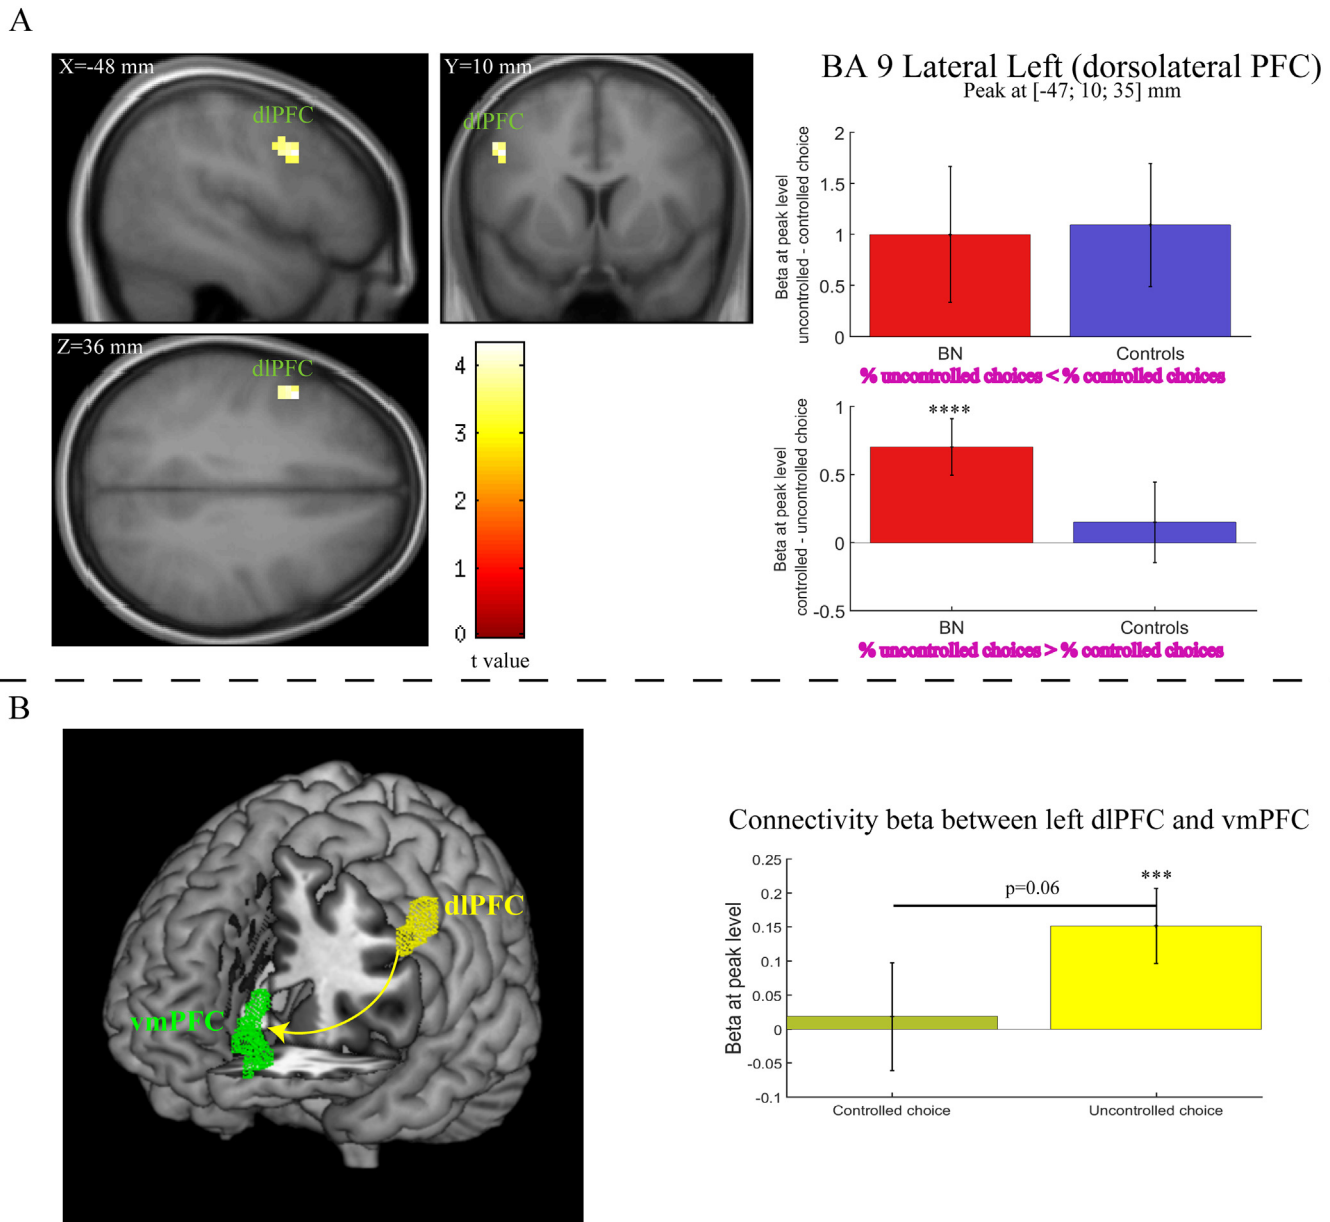 A
X=-48 mm
dlPFC
Y=10 mm
dlPFC
Z=36 mm
dlPFC
4
3
2
1
0
t value
BA 9 Lateral Left (dorsolateral PFC)
Peak at [-47; 10; 35] mm
Beta at peak level
uncontrolled - controlled choice
2
1.5
1
0.5
0
BN
Controls
% uncontrolled choices < % controlled choices
Beta at peak level
controlled - uncontrolled choice
1
0.5
0
-0.5
****
BN
Controls
% uncontrolled choices > % controlled choices
B
dlPFC
vmPFC
Connectivity beta between left dlPFC and vmPFC
Beta at peak level
0.25
0.2
0.15
0.1
0.05
0
-0.05
-0.1
p=0.06
***
Controlled choice
Uncontrolled choice